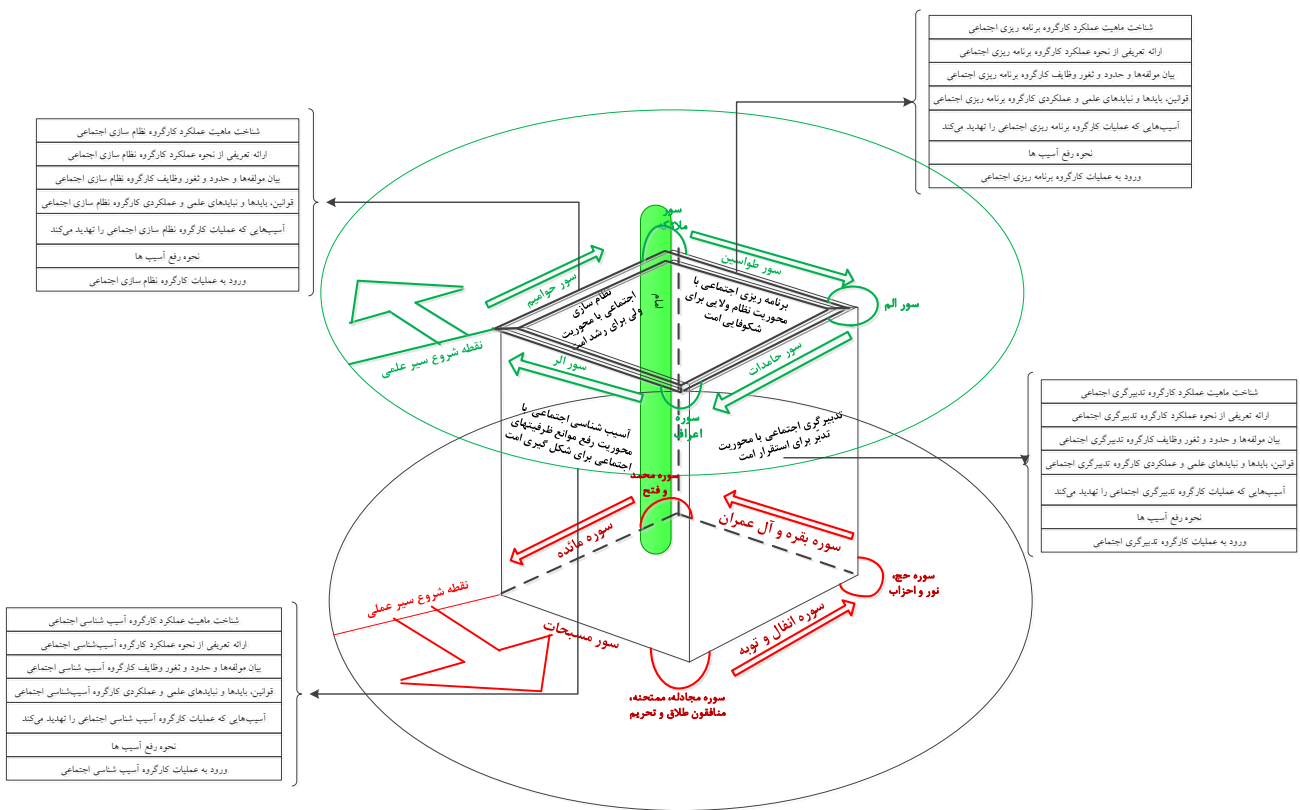 شناخت ماهیت عملکرد کارگروه برنامه ریزی اجتماعی
ارائه تعریفی از نحوه عملکرد کارگروه برنامه ریزی اجتماعی
بیان مولفه‌ها و حدود و ثغور وظایف کارگروه برنامه ریزی اجتماعی
قوانین، بایدها و نبایدهای علمی و عملکردی کارگروه برنامه ریزی اجتماعی
آسیب‌هایی که عملیات کارگروه برنامه ریزی اجتماعی را تهدید می‌کند
نحوه رفع آسیب ها
ورود به عملیات کارگروه برنامه ریزی اجتماعی
شناخت ماهیت عملکرد کارگروه نظام سازی اجتماعی
ارائه تعریفی از نحوه عملکرد کارگروه نظام سازی اجتماعی
بیان مولفه‌ها و حدود و ثغور وظایف کارگروه نظام سازی اجتماعی
قوانین، بایدها و نبایدهای علمی و عملکردی کارگروه نظام سازی اجتماعی
آسیب‌هایی که عملیات کارگروه نظام سازی اجتماعی را تهدید می‌کند
نحوه رفع آسیب ها
ورود به عملیات کارگروه نظام سازی اجتماعی
سور
ملائکه
سور طواسین
سور حوامیم
سور الم
امام
برنامه ریزی اجتماعی با
محوریت نظام ولایی برای
شکوفایی امت
نظام سازی
اجتماعی با محوریت
ولی برای رشد امت
نقطه شروع سیر علمی
سور الر
سور حامدات
سوره
اعراف
تدبیرگری اجتماعی با محوریت
تدبّر برای استقرار امت
آسیب شناسی اجتماعی با
محوریت رفع موانع ظرفیتهای
اجتماعی برای شکل گیری امت
شناخت ماهیت عملکرد کارگروه تدبیرگری اجتماعی
ارائه تعریفی از نحوه عملکرد کارگروه تدبیرگری اجتماعی
بیان مولفه‌ها و حدود و ثغور وظایف کارگروه تدبیرگری اجتماعی
قوانین، بایدها و نبایدهای علمی و عملکردی کارگروه تدبیرگری اجتماعی
آسیب‌هایی که عملیات کارگروه تدبیرگری اجتماعی را تهدید می‌کند
نحوه رفع آسیب ها
ورود به عملیات کارگروه تدبیرگری اجتماعی
سوره محمد
و فتح
سوره بقره و آل عمران
سوره مائده
سوره حج،
نور و احزاب
نقطه شروع سیر عملی
سور مسبحات
سوره انفال و توبه
سوره مجادله، ممتحنه،
منافقون طلاق و تحریم
شناخت ماهیت عملکرد کارگروه آسیب شناسی اجتماعی
ارائه تعریفی از نحوه عملکرد کارگروه آسیب‌شناسی اجتماعی
بیان مولفه‌ها و حدود و ثغور وظایف کارگروه آسیب شناسی اجتماعی
قوانین، بایدها و نبایدهای علمی و عملکردی کارگروه آسیب‌شناسی اجتماعی
آسیب‌هایی که عملیات کارگروه آسیب شناسی اجتماعی را تهدید می‌کند
نحوه رفع آسیب ها
ورود به عملیات کارگروه آسیب شناسی اجتماعی